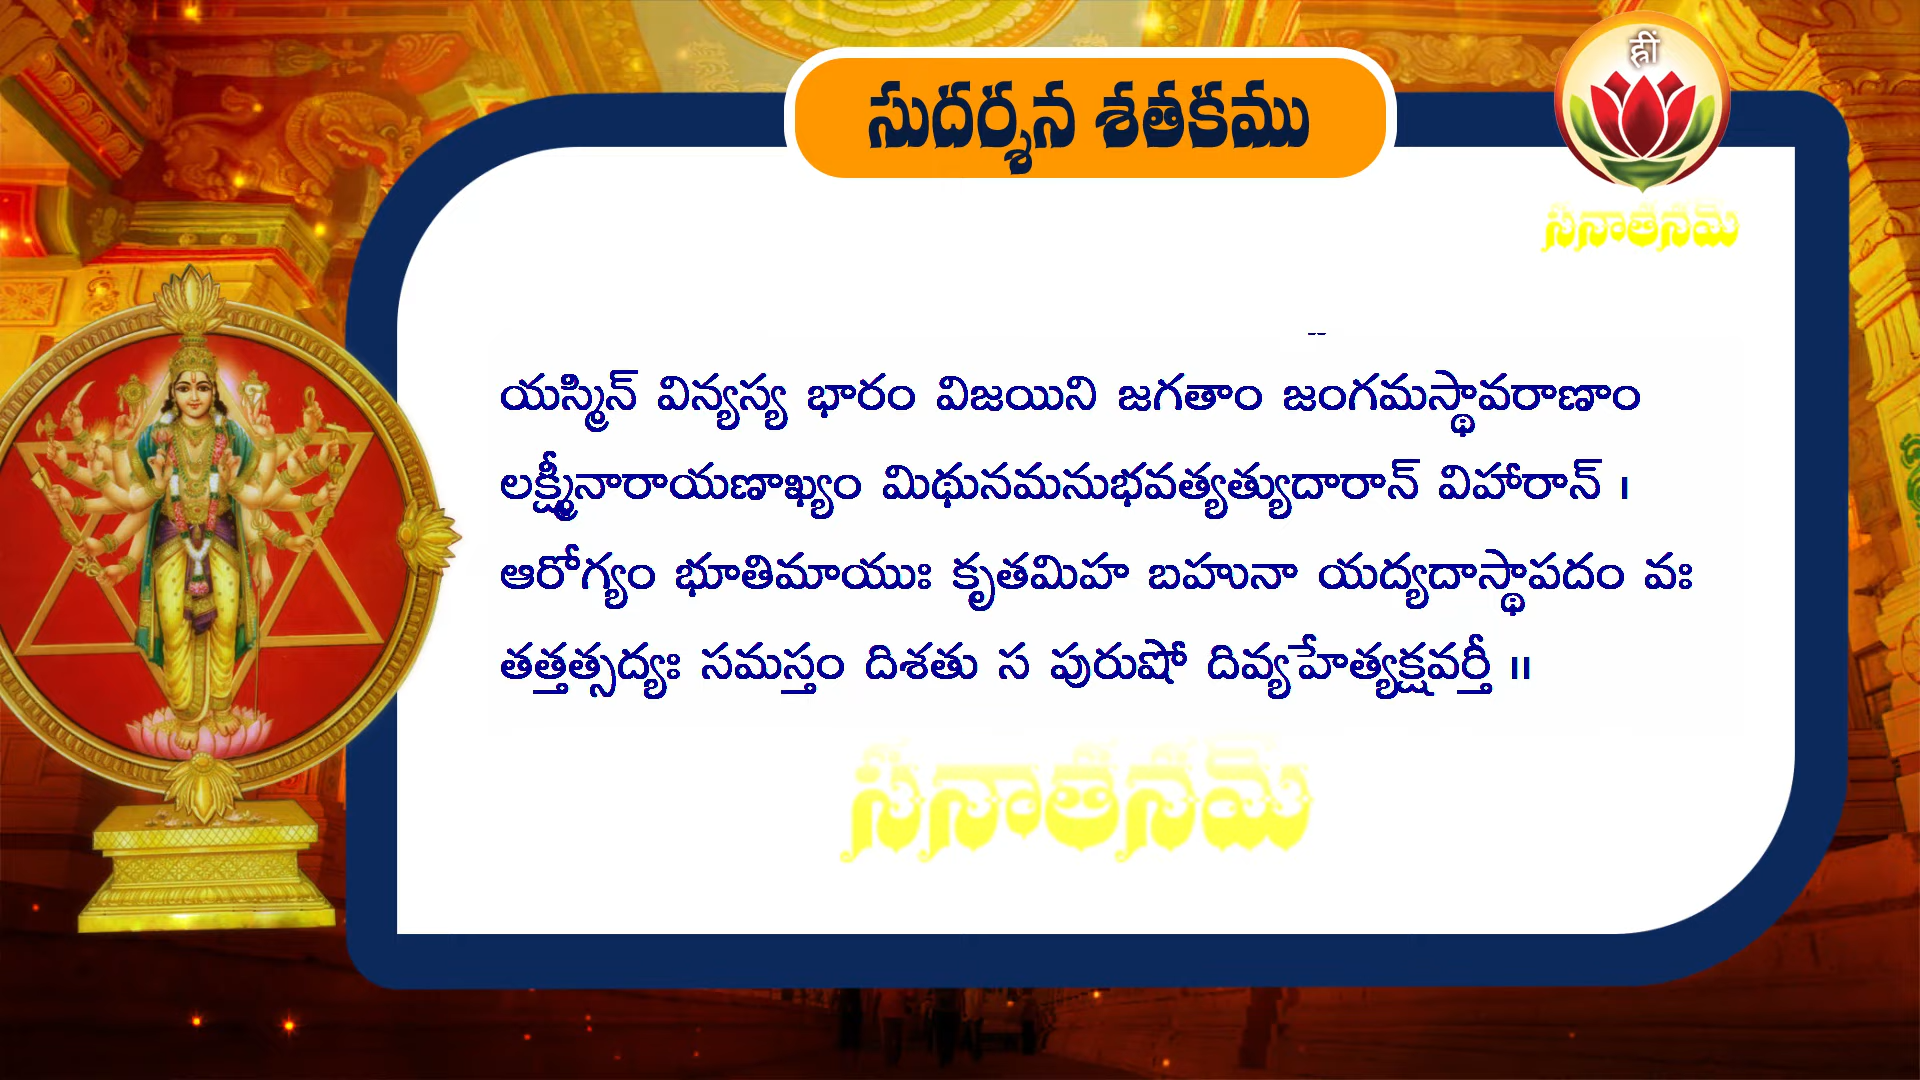 సుదర్శన శతకము
ह्रीं
సనాతనమ్
యస్మిన్ విన్యస్య భారం విజయిని జగతాం జంగమస్థావరాణాం
లక్ష్మీనారాయణాఖ్యం మిథునమనుభవత్యత్యుదారాన్ విహారాన్ ।
ఆరోగ్యం భూతిమాయుః కృతమిహ బహునా యద్యదాస్థాపదం వః
తత్తత్సద్యః సమస్తం దిశతు స పురుషో దివ్యహేత్యక్షవర్తీ ॥
సనాతనమ్